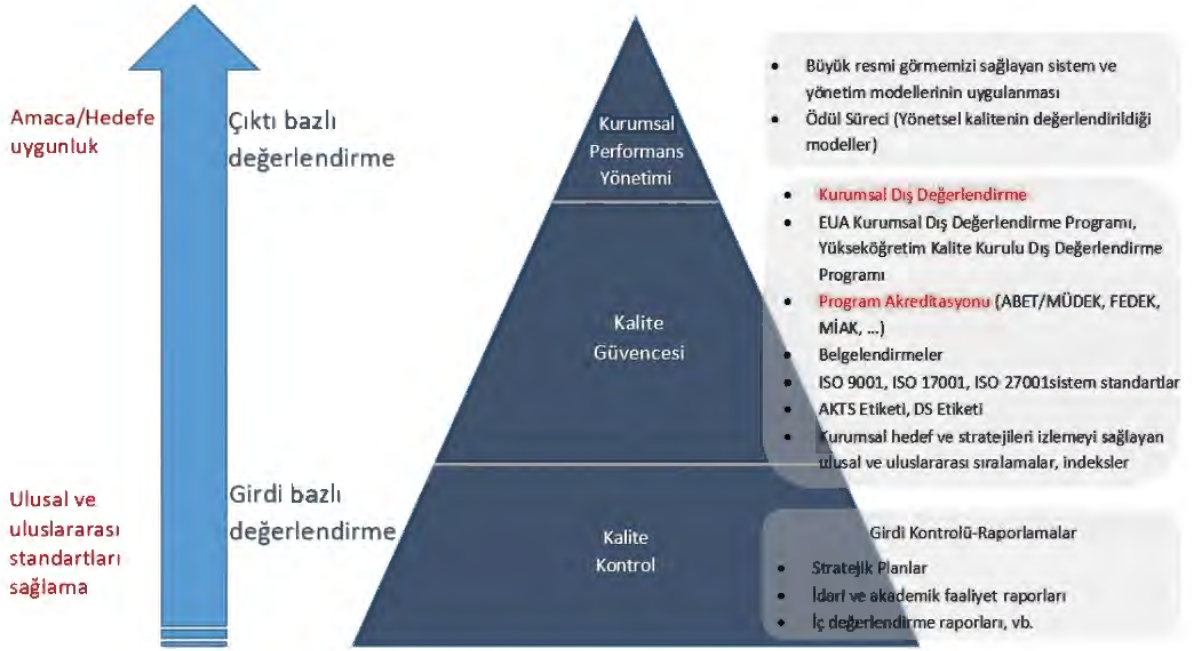 Amaca/Hedefe
uygunluk
Çıktı bazlı
değerlendirme
Ulusal ve
uluslararası
standartları
sağlama
Girdi bazlı
değerlendirme
Kurumsal
Performans
Yönetimi
Kalite
Güvencesi
Kalite
Kontrol
• Büyük resmi görmemizi sağlayan sistem ve
yönetim modellerinin uygulanması
• Ödül Süreci (Yönetsel kalitenin değerlendirildiği
modeller)
• Kurumsal Dış Değerlendirme
• EUA Kurumsal Dış Değerlendirme Programı,
Yükseköğretim Kalite Kurulu Dış Değerlendirme
Programı
• Program Akreditasyonu (ABET/MÜDEK, FEDEK,
MİAK, ...)
• Belgelendirmeler
• ISO 9001, ISO 17001, ISO 27001sistem standartlar
• AKTS Etiketi, DS Etiketi
• Kurumsal hedef ve stratejileri izlemeyi sağlayan
ulusal ve uluslararası sıralamalar, indeksler
Girdi Kontrolü-Raporlamalar
• Stratejik Planlar
• İdari ve akademik faaliyet raporları
• İç değerlendirme raporları, vb.